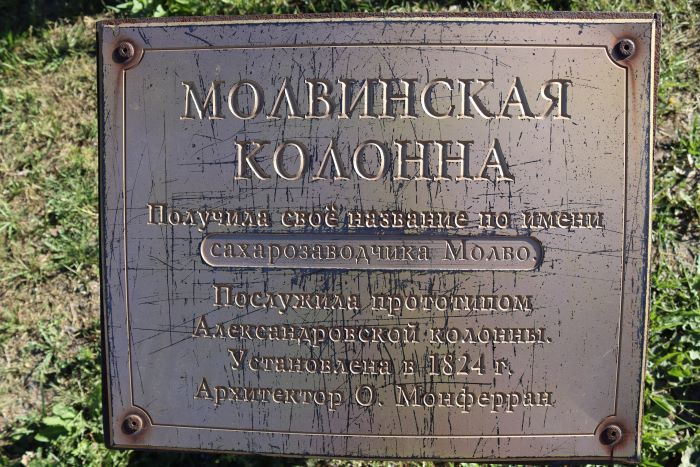 МОЛВИНСКАЯ
КОЛОННА
Получила своё название по имени
сахарозаводчика Молво.
Послужила прототипом
Александровской колонны.
Установлена в 1824 г.
Архитектор О. Монферран